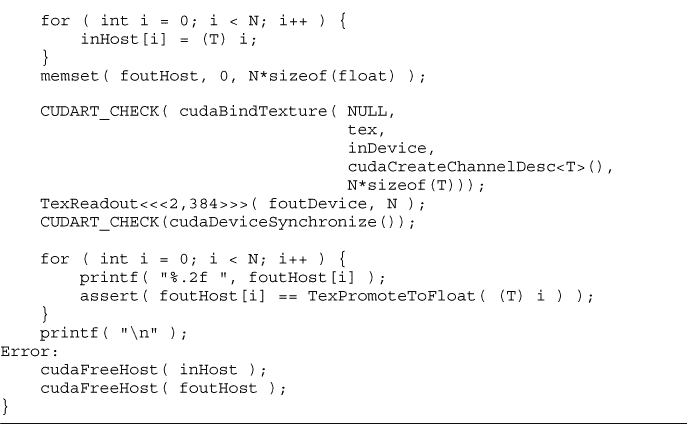 for ( int i = 0; i < N; i++ ) {
inHost[i] = (T) i;
}
memset( foutHost, 0, N*sizeof(float) );
CUDART_CHECK( cudaBindTexture( NULL,
tex,
inDevice,
cudaCreateChannelDesc<T>(),
N*sizeof(T)));
TexReadout<<<2,384>>>( foutDevice, N );
CUDART_CHECK(cudaDeviceSynchronize());
for ( int i = 0; i < N; i++ ) {
printf( "%.2f ", foutHost[i] );
assert( foutHost[i] == TexPromoteToFloat( (T) i ) );
}
printf( "\n" );
Error:
cudaFreeHost( inHost );
cudaFreeHost( foutHost );
}